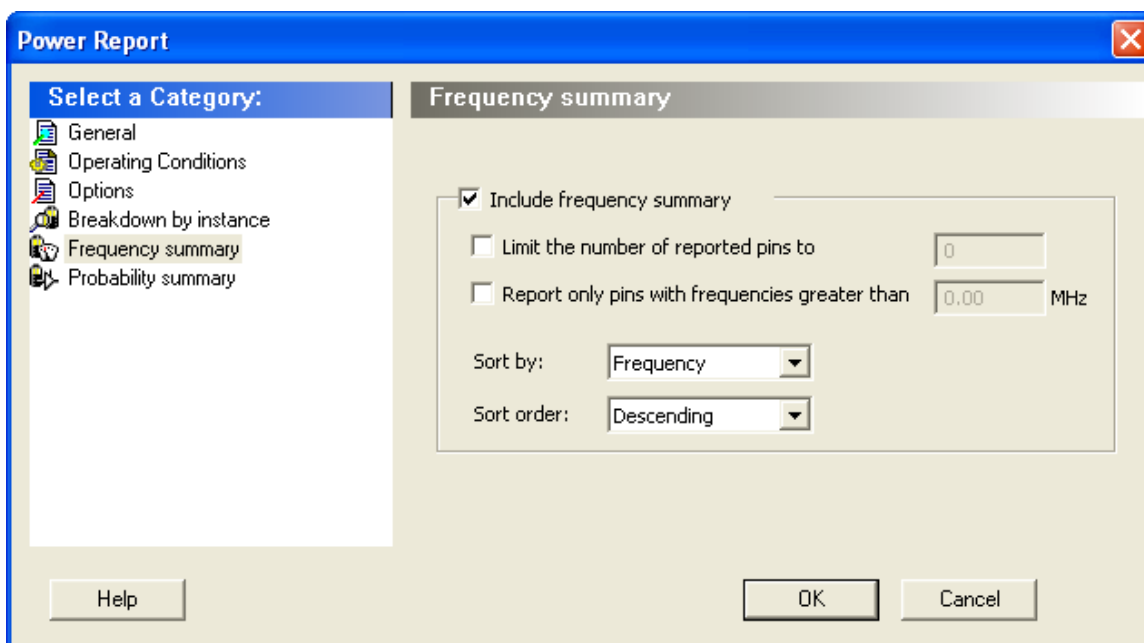 Power Report
Select a Category:
General
Operating Conditions
Options
Breakdown by instance
Frequency summary
Probability summary
Frequency summary
Include frequency summary
Limit the number of reported pins to 0
Report only pins with frequencies greater than 0.00 MHz
Sort by: Frequency
Sort order: Descending
Help OK Cancel